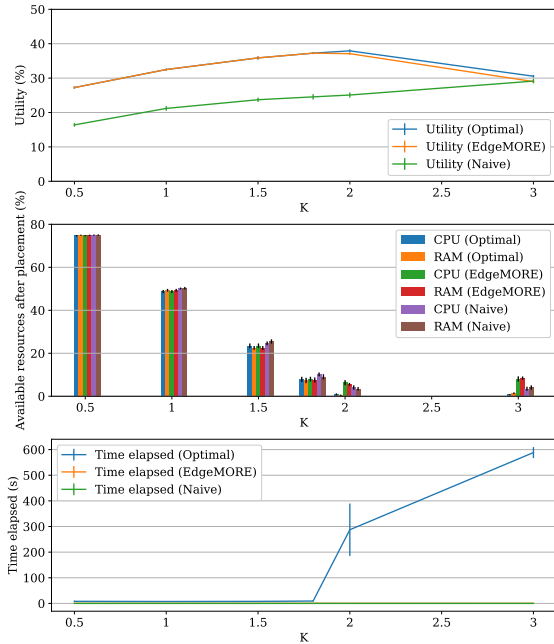 50
40
30
20
10
0
Utility (%)
Utility (Optimal)
Utility (EdgeMORE)
Utility (Naive)
0.5 1 1.5 2 2.5 3
K
80
60
40
20
0
Available resources after placement (%)
CPU (Optimal)
RAM (Optimal)
CPU (EdgeMORE)
RAM (EdgeMORE)
CPU (Naive)
RAM (Naive)
0.5 1 1.5 2 2.5 3
K
600
500
400
300
200
100
0
Time elapsed (s)
Time elapsed (Optimal)
Time elapsed (EdgeMORE)
Time elapsed (Naive)
0.5 1 1.5 2 2.5 3
K